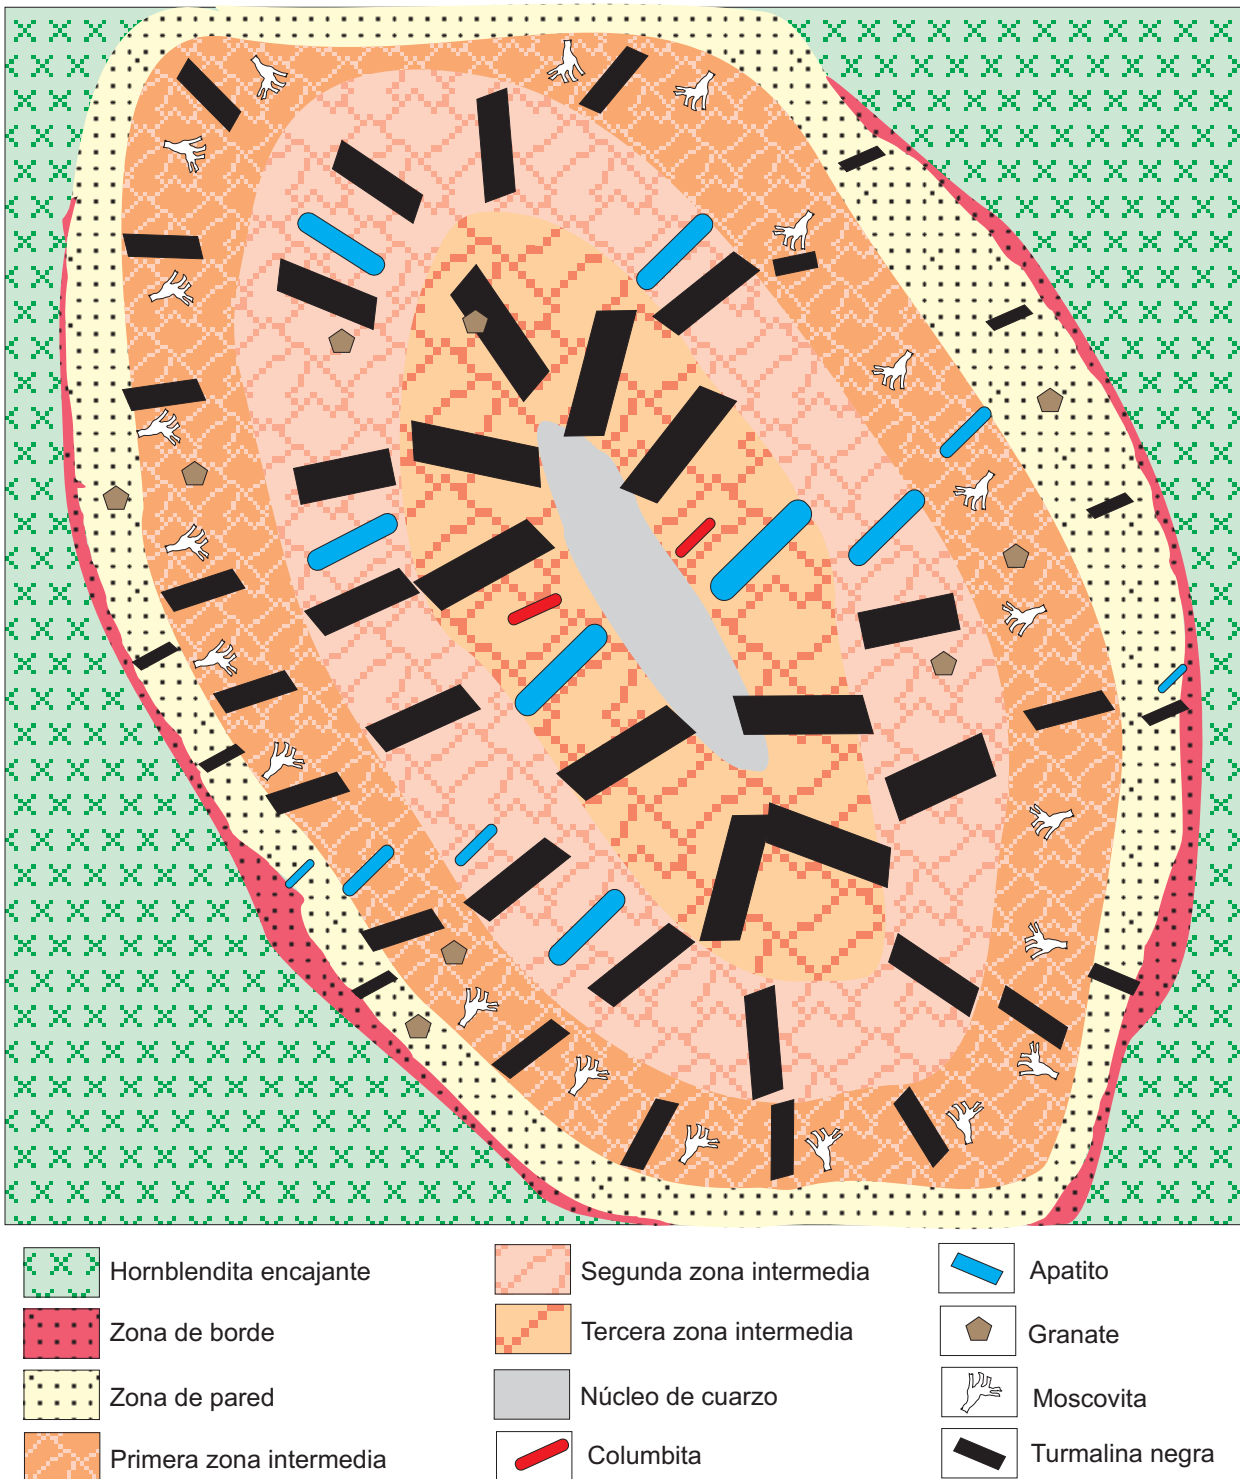 Hornblendita encajante
Zona de borde
Zona de pared
Primera zona intermedia
Segunda zona intermedia
Tercera zona intermedia
Núcleo de cuarzo
Columbita
Apatito
Granate
Moscovita
Turmalina negra